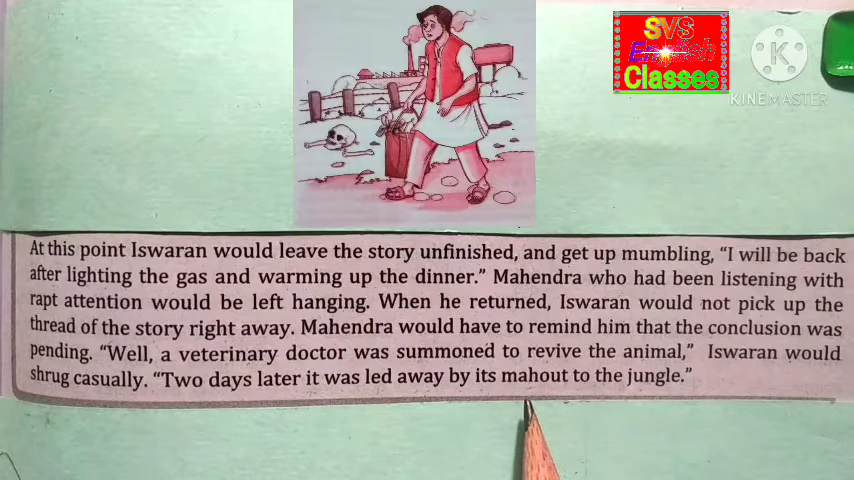 SVS
English
Classes
K
KINEMASTER
At this point Iswaran would leave the story unfinished, and get up mumbling, “I will be back
after lighting the gas and warming up the dinner.” Mahendra who had been listening with
rapt attention would be left hanging. When he returned, Iswaran would not pick up the
thread of the story right away. Mahendra would have to remind him that the conclusion was
pending. “Well, a veterinary doctor was summoned to revive the animal,” Iswaran would
shrug casually. “Two days later it was led away by its mahout to the jungle.”